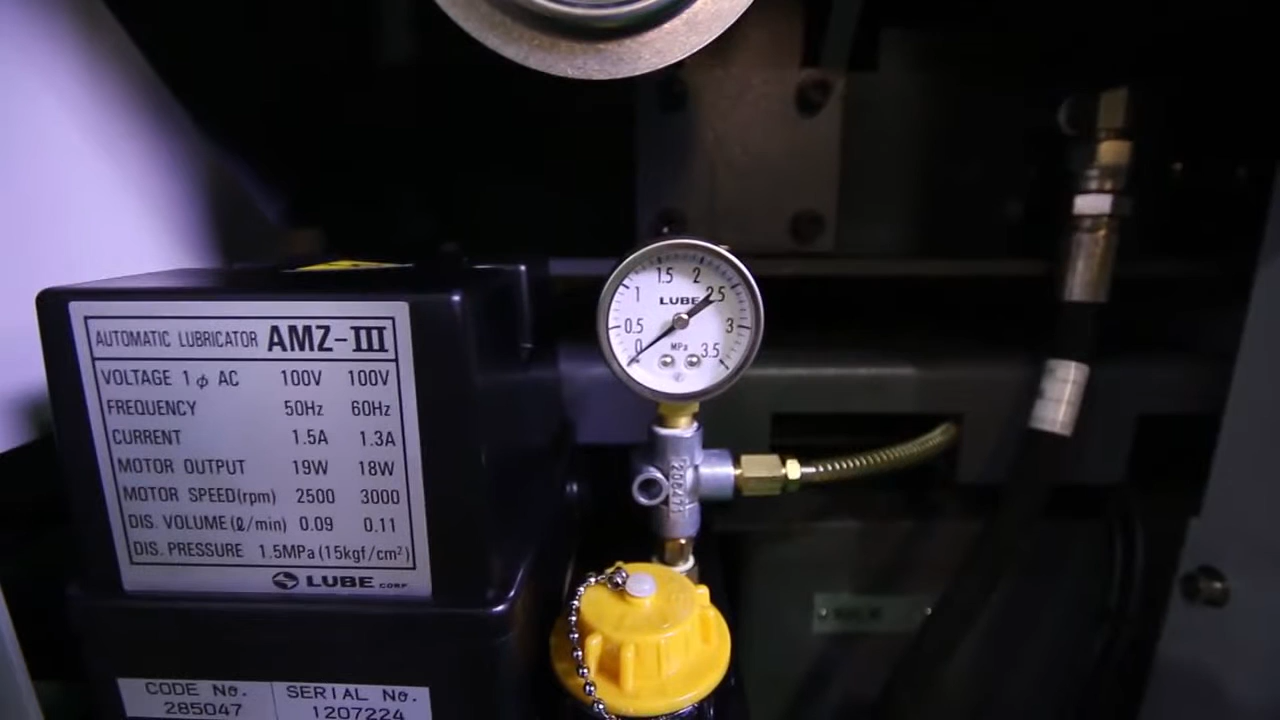 AUTOMATIC LUBRICATOR AMZ-III
VOLTAGE 1φ AC 100V 100V
FREQUENCY 50Hz 60Hz
CURRENT 1.5A 1.3A
MOTOR OUTPUT 19W 18W
MOTOR SPEED(rpm) 2500 3000
DIS. VOLUME(ℓ/min) 0.09 0.11
DIS. PRESSURE 1.5MPa(15kgf/cm²)
LUBE CORP.
CODE No. SERIAL No.
285047 1207224
0 0.5 1 1.5 2 2.5 3 3.5
LUBE
MPa